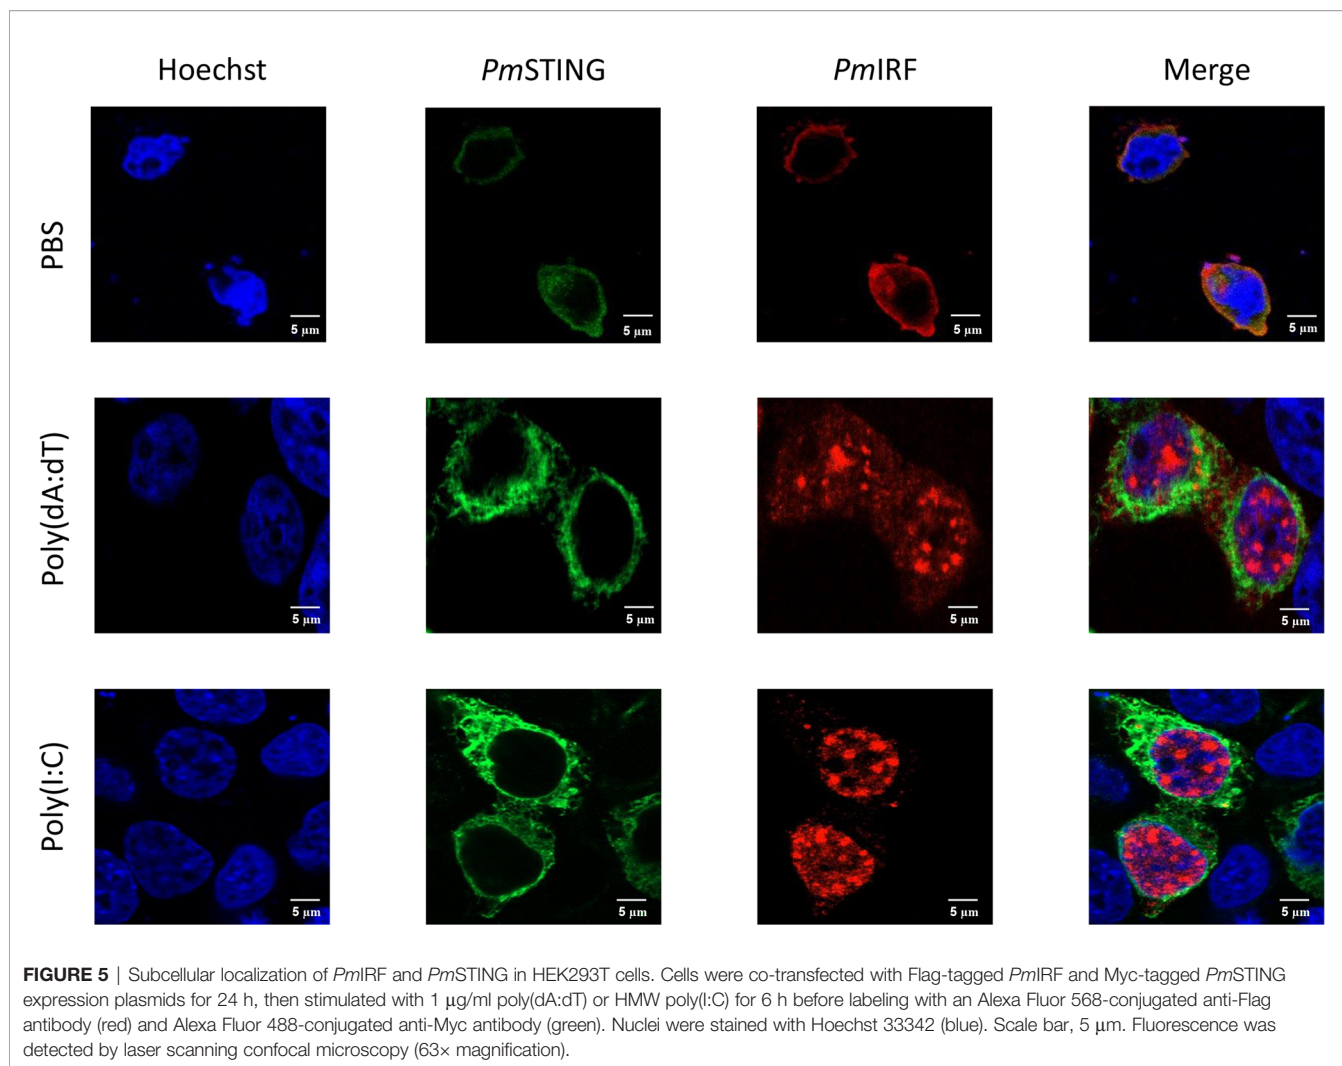 Hoechst PmSTING PmIRF Merge
PBS
5 µm 5 µm 5 µm 5 µm
Poly(dA:dT)
5 µm 5 µm 5 µm 5 µm
Poly(I:C)
5 µm 5 µm 5 µm 5 µm
FIGURE 5 | Subcellular localization of PmIRF and PmSTING in HEK293T cells. Cells were co-transfected with Flag-tagged PmIRF and Myc-tagged PmSTING
expression plasmids for 24 h, then stimulated with 1 µg/ml poly(dA:dT) or HMW poly(I:C) for 6 h before labeling with an Alexa Fluor 568-conjugated anti-Flag
antibody (red) and Alexa Fluor 488-conjugated anti-Myc antibody (green). Nuclei were stained with Hoechst 33342 (blue). Scale bar, 5 µm. Fluorescence was
detected by laser scanning confocal microscopy (63× magnification).